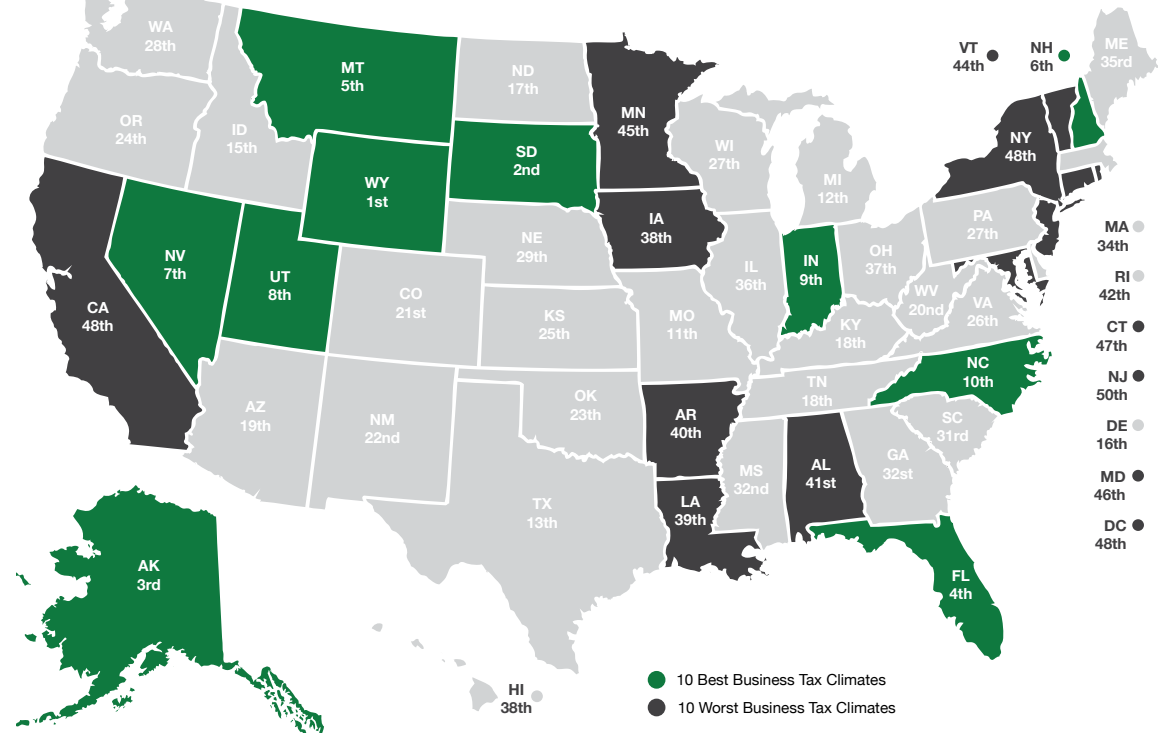 WA
28th
MT
5th
ND
17th
MN
45th
VT
44th
NH
6th
ME
35rd
OR
24th
ID
15th
SD
2nd
WI
27th
MI
12th
NY
48th
WY
1st
IA
38th
NE
29th
PA
27th
MA
34th
NV
7th
UT
8th
CO
21st
KS
25th
MO
11th
IL
36th
IN
9th
OH
37th
WV
20nd
VA
26th
RI
42th
CA
48th
KY
18th
CT
47th
NC
10th
NJ
50th
TN
18th
AZ
19th
NM
22nd
OK
23th
AR
40th
SC
31rd
DE
16th
MS
32nd
AL
41st
GA
32st
MD
46th
TX
13th
LA
39th
DC
48th
AK
3rd
FL
4th
HI
38th
10 Best Business Tax Climates
10 Worst Business Tax Climates